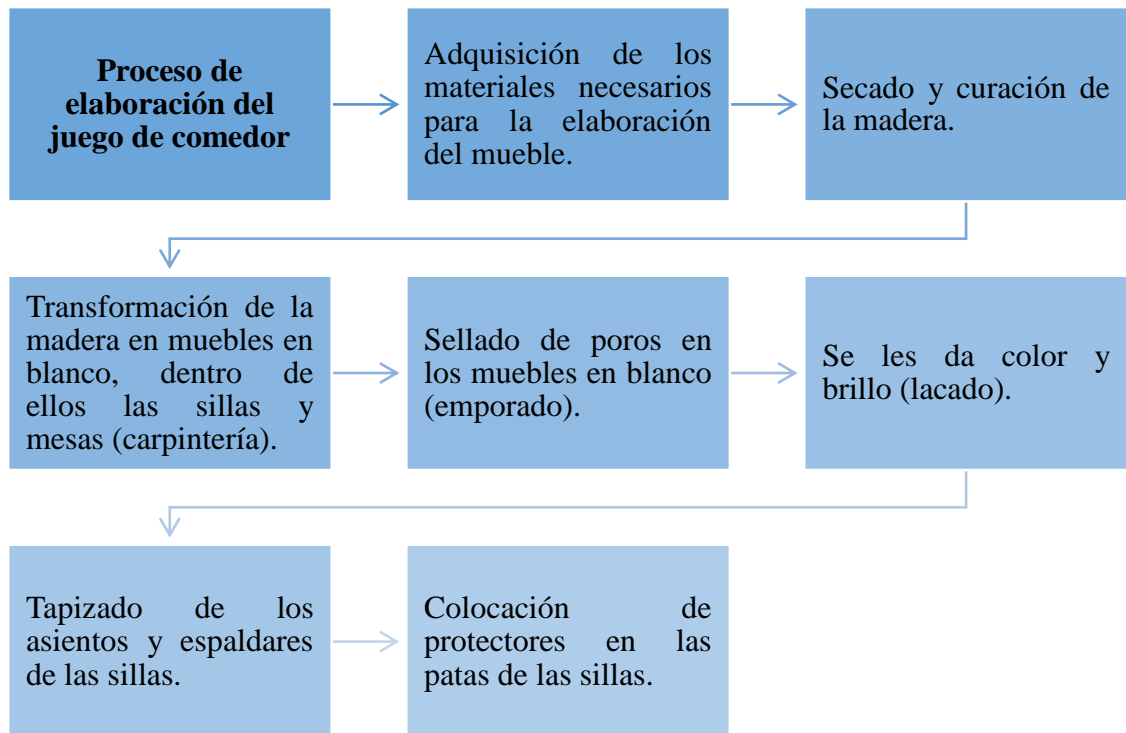 Proceso de
elaboración del
juego de comedor
Adquisición de los
materiales necesarios
para la elaboración
del mueble.
Secado y curación de
la madera.
Transformación de la
madera en muebles en
blanco, dentro de
ellos las sillas y
mesas (carpintería).
Sellado de poros en
los muebles en blanco
(emporado).
Se les da color y
brillo (lacado).
Tapizado de los
asientos y espaldares
de las sillas.
Colocación de
protectores en las
patas de las sillas.